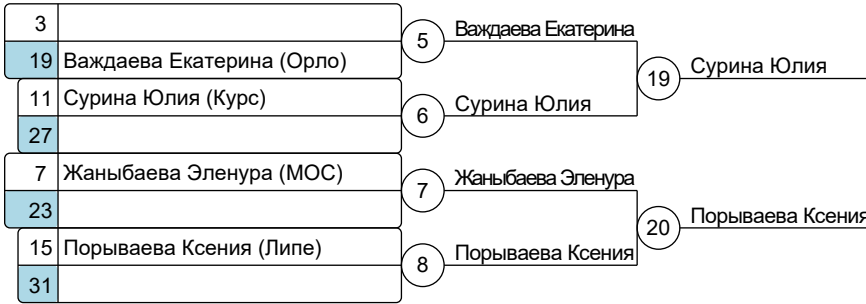 3
19 Важдаева Екатерина (Орло)
11 Сурина Юлия (Курс)
27
7 Жаныбаева Эленура (МОС)
23
15 Порываева Ксения (Липе)
31
5 Важдаева Екатерина
6 Сурина Юлия
7 Жаныбаева Эленура
8 Порываева Ксения
19 Сурина Юлия
20 Порываева Ксения